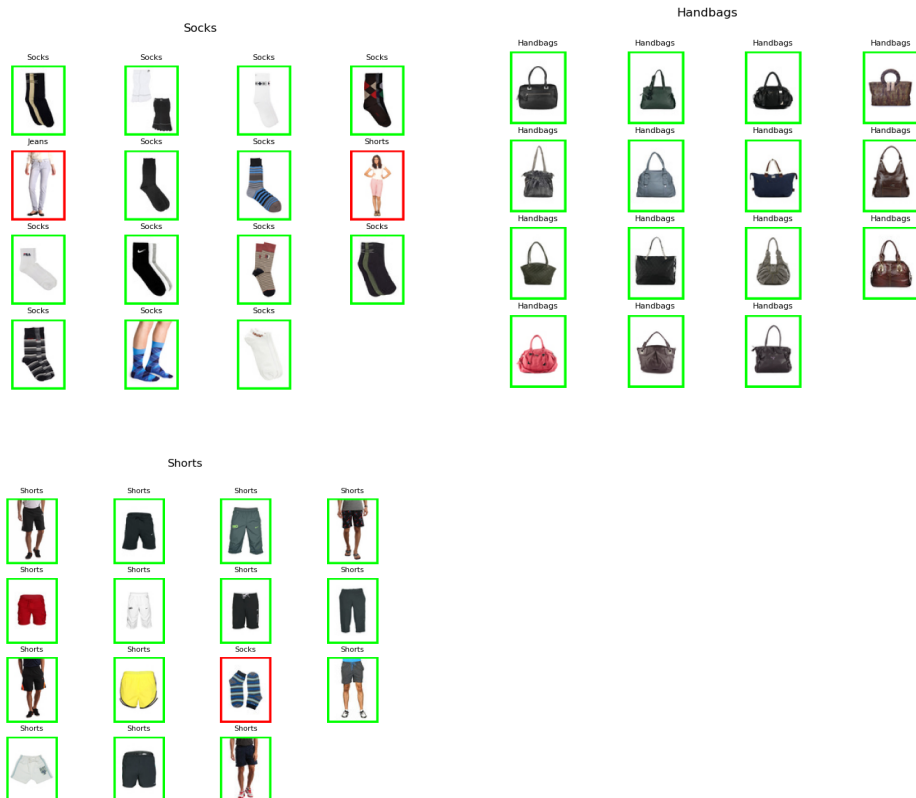 Socks
Socks Socks Socks Socks
Jeans Socks Socks Shorts
Socks Socks Socks Socks
Socks Socks Socks
Handbags
Handbags Handbags Handbags Handbags
Handbags Handbags Handbags Handbags
Handbags Handbags Handbags Handbags
Handbags Handbags Handbags
Shorts
Shorts Shorts Shorts Shorts
Shorts Shorts Shorts Shorts
Shorts Shorts Socks Shorts
Shorts Shorts Shorts